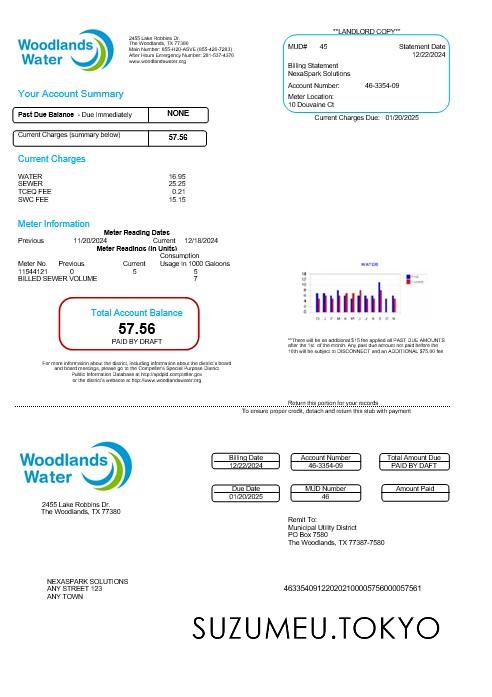 **LANDLORD COPY**
Woodlands
Water
2455 Lake Robbins Dr.
The Woodlands, TX 77380
Main Number: 855-H2O-ASVE (855-426-7283)
After Hours Emergency Number: 281-537-4370
www.woodlandswater.org
MUD# 45 Statement Date
12/22/2024
Billing Statement
NexaSpark Solutions
Account Number: 46-3354-09
Meter Location:
10 Douvaine Ct
Current Charges Due: 01/20/2025
Your Account Summary
Past Due Balance - Due Immediately NONE
Current Charges (summary below) 57.56
Current Charges
WATER 16.95
SEWER 25.25
TCEQ FEE 0.21
SWC FEE 15.15
Meter Information
Meter Reading Dates
Previous 11/20/2024 Current 12/18/2024
Meter Readings (in Units)
Consumption
Meter No. Previous Current Usage In 1000 Galoons
11544121 0 5 5
BILLED SEWER VOLUME 7
WATER
Total Account Balance
57.56
PAID BY DRAFT
**There will be an additional $15 fee applied all PAST DUE AMOUNTS
after the 1st of the month. Any past due amount not paid before the
16th will be subject to DISCONNECT and an ADDITIONAL $75.00 fee
For more information about the district, including information about the district's board
and board meetings, please go to the Comptroller's Special Purpose District
Public Information Database at http://spdpid.comptroller.gov
or the district's website at http://www.woodlandswater.org
Return this portion for your records
To ensure proper credit, detach and return this stub with payment
Woodlands
Water
2455 Lake Robbins Dr.
The Woodlands, TX 77380
Billing Date Account Number Total Amount Due
12/22/2024 46-3354-09 PAID BY DAFT
Due Date MUD Number Amount Paid
01/20/2025 46
Remit To:
Municipal Utility District
PO Box 7580
The Woodlands, TX 77387-7580
NEXASPARK SOLUTIONS
ANY STREET 123
ANY TOWN
4633540912202021000057560000​57561
SUZUMEU.TOKYO